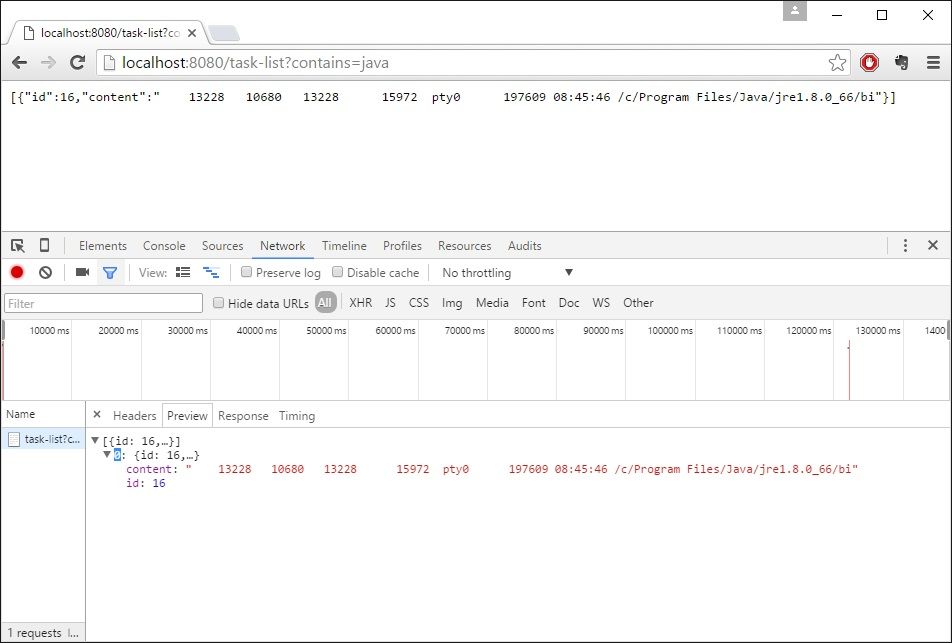 localhost:8080/task-list?co
localhost:8080/task-list?contains=java
[{"id":16,"content":"    13228   10680   13228      15972  pty0      197609 08:45:46 /c/Program Files/Java/jre1.8.0_66/bi"}]
Elements Console Sources Network Timeline Profiles Resources Audits
View: Preserve log Disable cache No throttling
Filter Hide data URLs All XHR JS CSS Img Media Font Doc WS Other
10000 ms 20000 ms 30000 ms 40000 ms 50000 ms 60000 ms 70000 ms 80000 ms 90000 ms 100000 ms 110000 ms 120000 ms 130000 ms 1400
Name Headers Preview Response Timing
task-list?c...
[{id: 16,…}]
0: {id: 16,…}
content: "    13228   10680   13228      15972  pty0      197609 08:45:46 /c/Program Files/Java/jre1.8.0_66/bi"
id: 16
1 requests I...